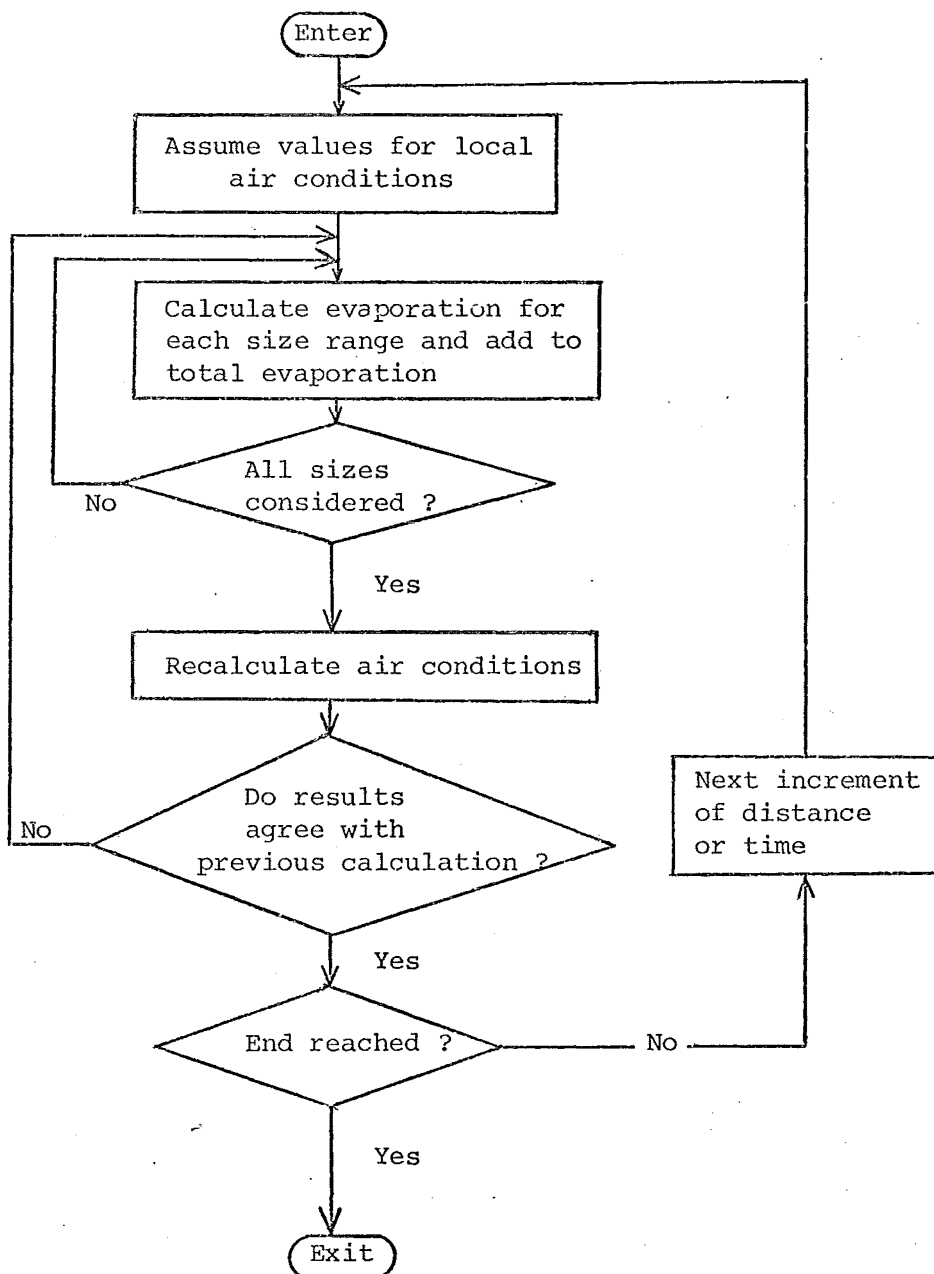 Enter
Assume values for local
air conditions
Calculate evaporation for
each size range and add to
total evaporation
All sizes
considered ?
No
Yes
Recalculate air conditions
Do results
agree with
previous calculation ?
No
Next increment
of distance
or time
Yes
End reached ?
No
Yes
Exit